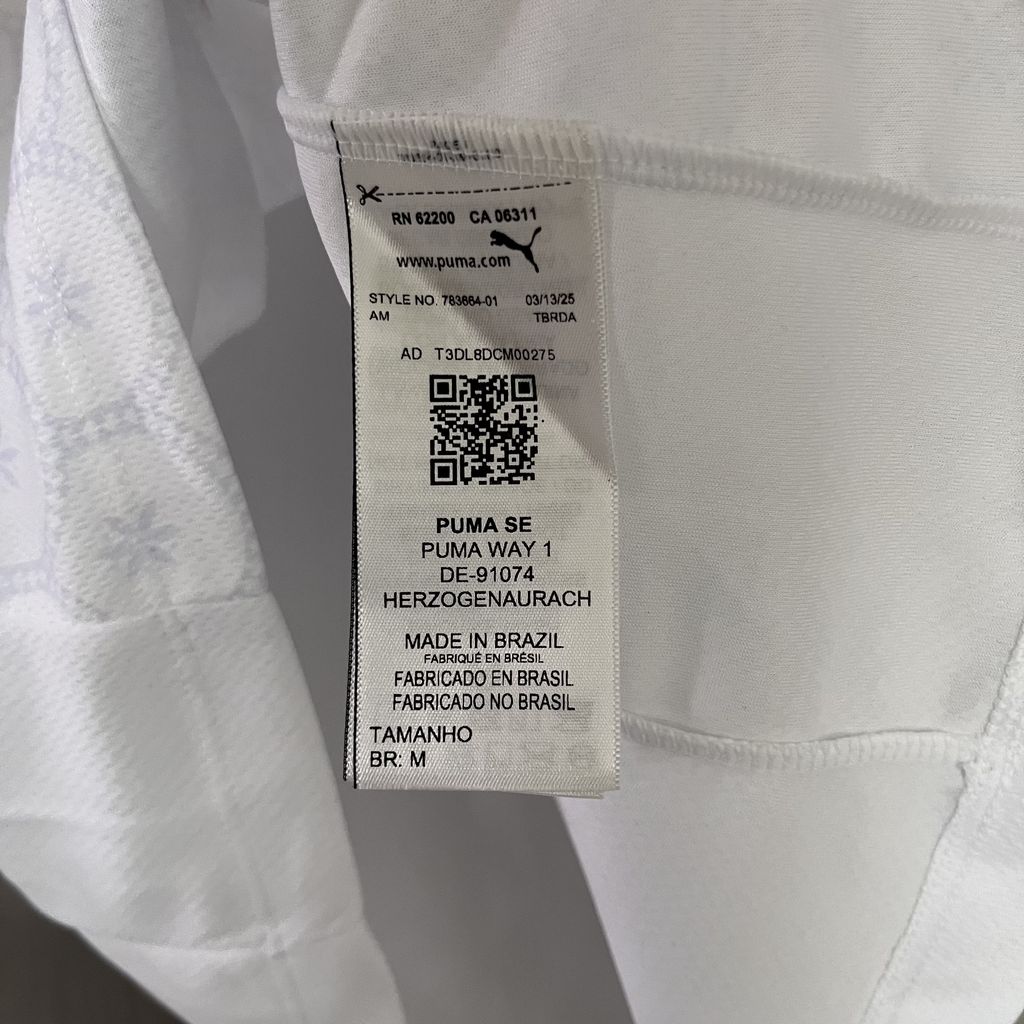 RN 62200 CA 06311
www.puma.com
STYLE NO. 783664-01 03/13/25
AM TBRDA
AD T3DL8DCM00275
PUMA SE
PUMA WAY 1
DE-91074
HERZOGENAURACH
MADE IN BRAZIL
FABRIQUÉ EN BRÉSIL
FABRICADO EN BRASIL
FABRICADO NO BRASIL
TAMANHO
BR: M